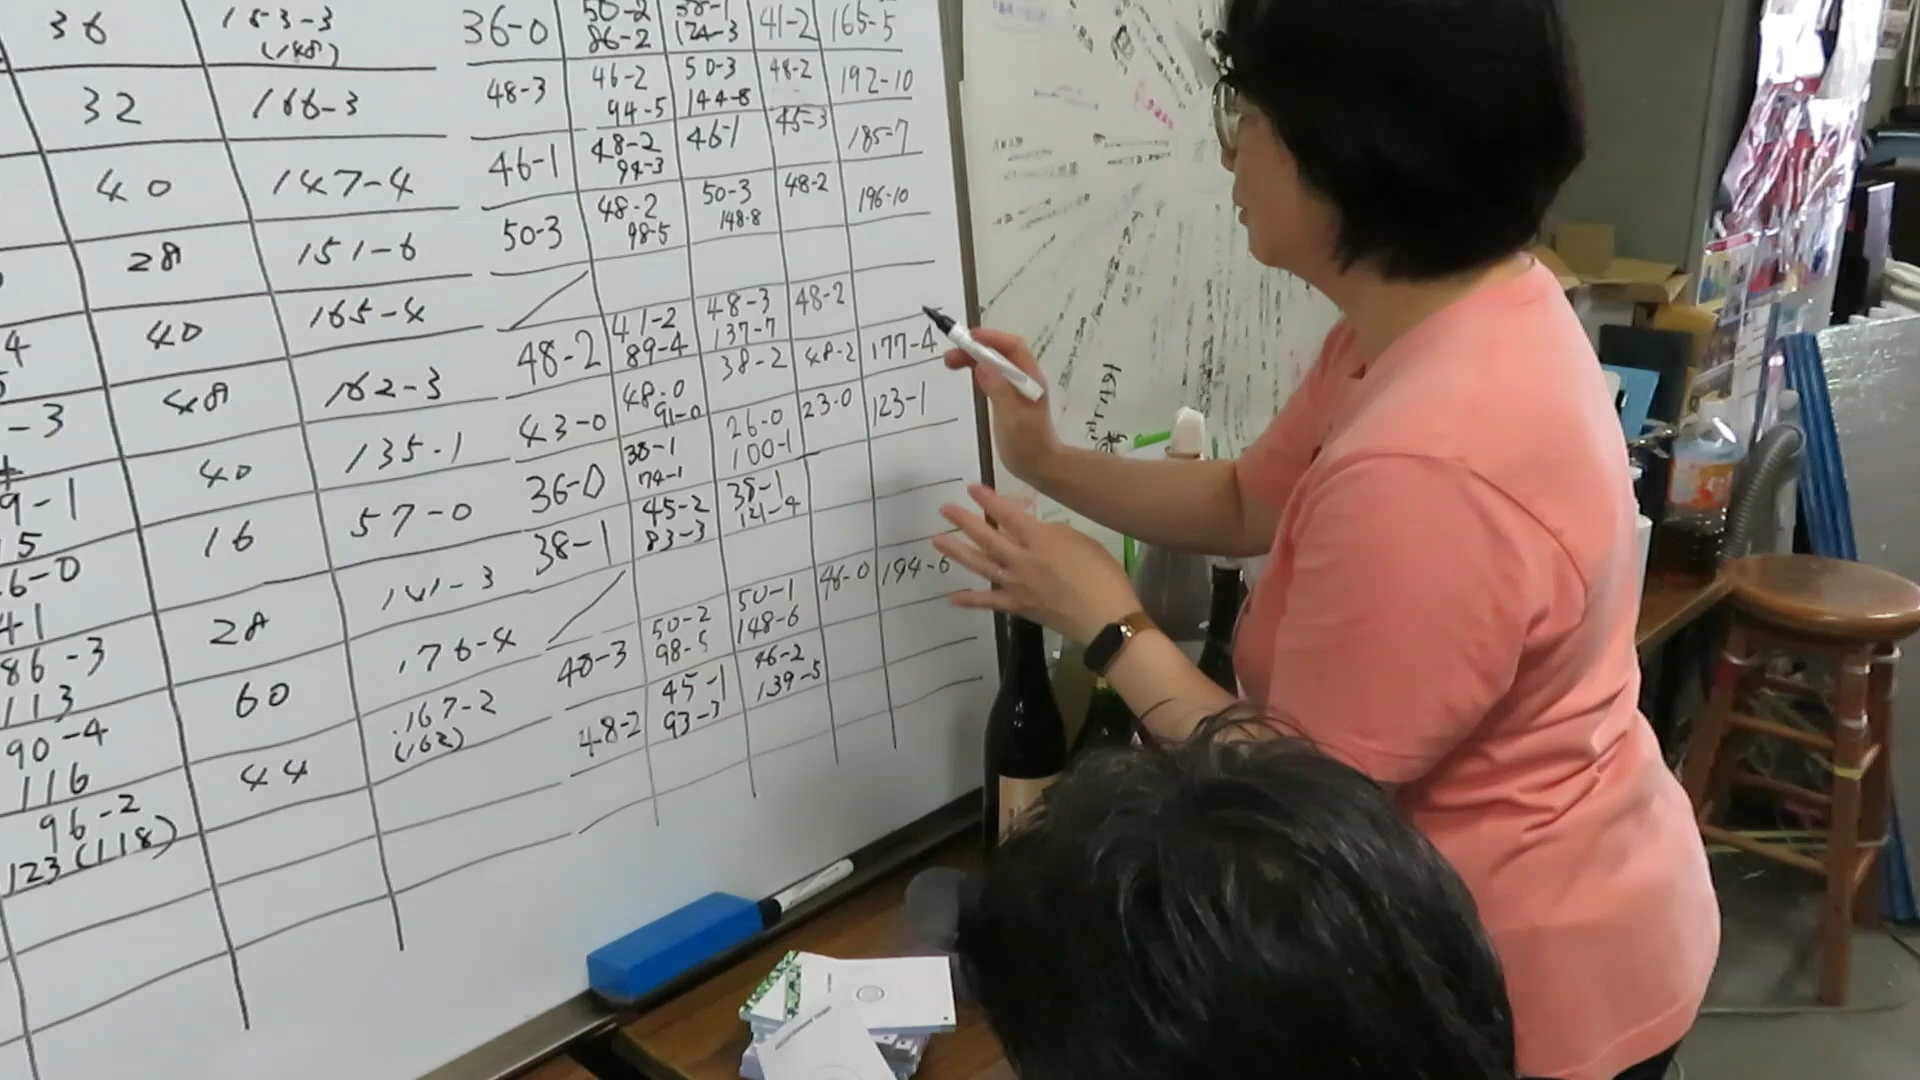 36 153-3 36-0 50-2 38-1 41-2 165-5
(148) 86-2 124-3
32 166-3 48-3 46-2 50-3 48-2 192-10
94-5 144-8
40 147-4 46-1 48-2 46-1 45-3 185-7
94-3
28 151-6 50-3 48-2 50-3 48-2 196-10
98-5 148-8
4 40 165-4
48 162-3 48-2 41-2 48-3 48-2
89-4 137-7
-3 40 135-1 43-0 48-0 38-2 48-2 177-4
91-0
9-1 16 57-0 36-0 38-1 26-0 23-0 123-1
15 74-1 100-1
6-0 28 141-3 38-1 45-2 38-1
41 83-3 121-4
86-3 60 176-4
113
90-4 44 167-2 48-3 50-2 50-1 46-0 194-6
116 (162) 98-5 148-6
96-2 48-2 45-1 46-2
123(118) 93-3 139-5